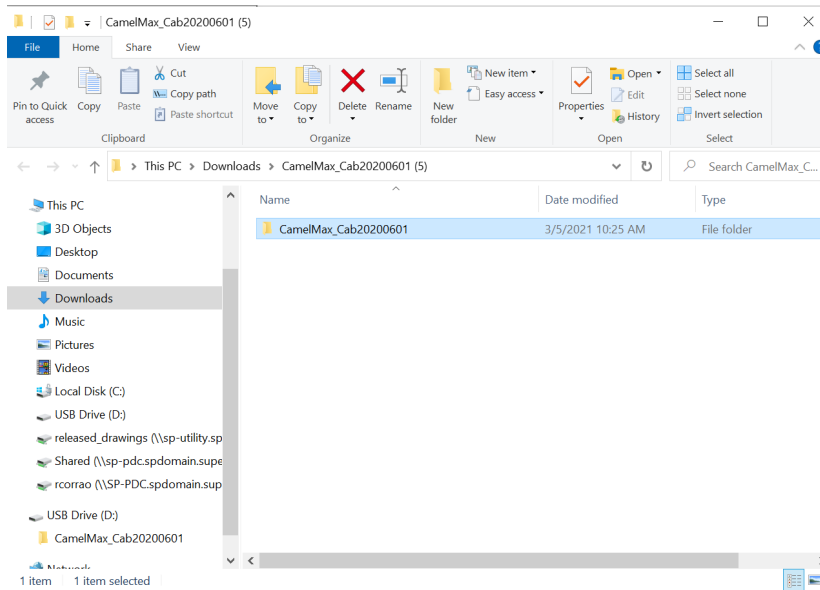 CamelMax_Cab20200601 (5)
File Home Share View
Pin to Quick access
Copy
Paste
Cut
Copy path
Paste shortcut
Move to
Copy to
Delete
Rename
New folder
New item
Easy access
Properties
Open
Edit
History
Select all
Select none
Invert selection
Clipboard Organize New Open Select
This PC > Downloads > CamelMax_Cab20200601 (5)
Search CamelMax_C...
Name Date modified Type
CamelMax_Cab20200601 3/5/2021 10:25 AM File folder
This PC
3D Objects
Desktop
Documents
Downloads
Music
Pictures
Videos
Local Disk (C:)
USB Drive (D:)
released_drawings (\\sp-utility.sp
Shared (\\sp-pdc.spdomain.supe
rcorrao (\\SP-PDC.spdomain.sup
USB Drive (D:)
CamelMax_Cab20200601
Network
1 item 1 item selected